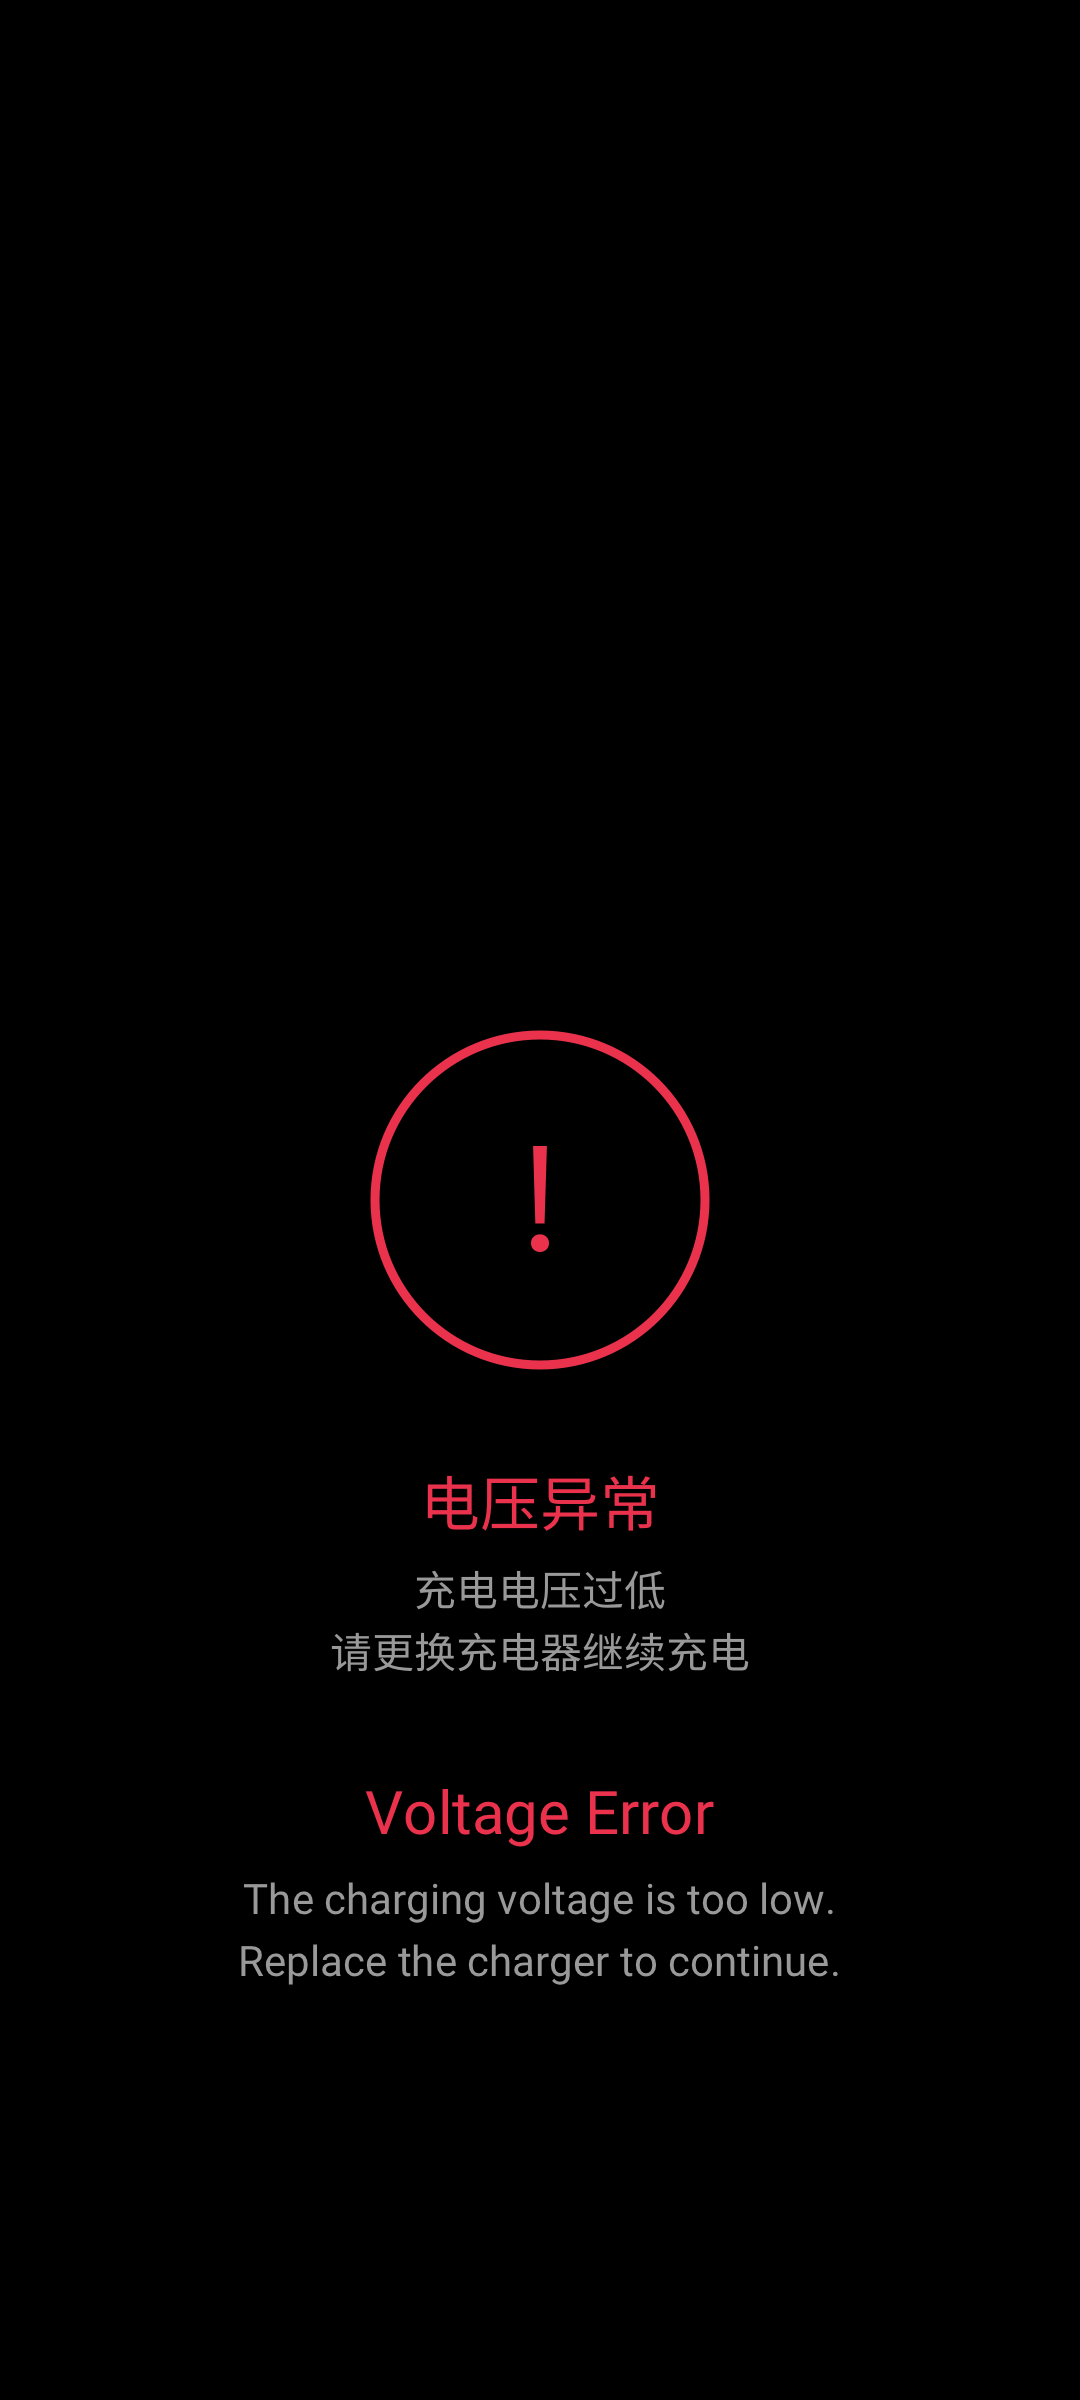 电压异常
充电电压过低
请更换充电器继续充电
Voltage Error
The charging voltage is too low.
Replace the charger to continue.